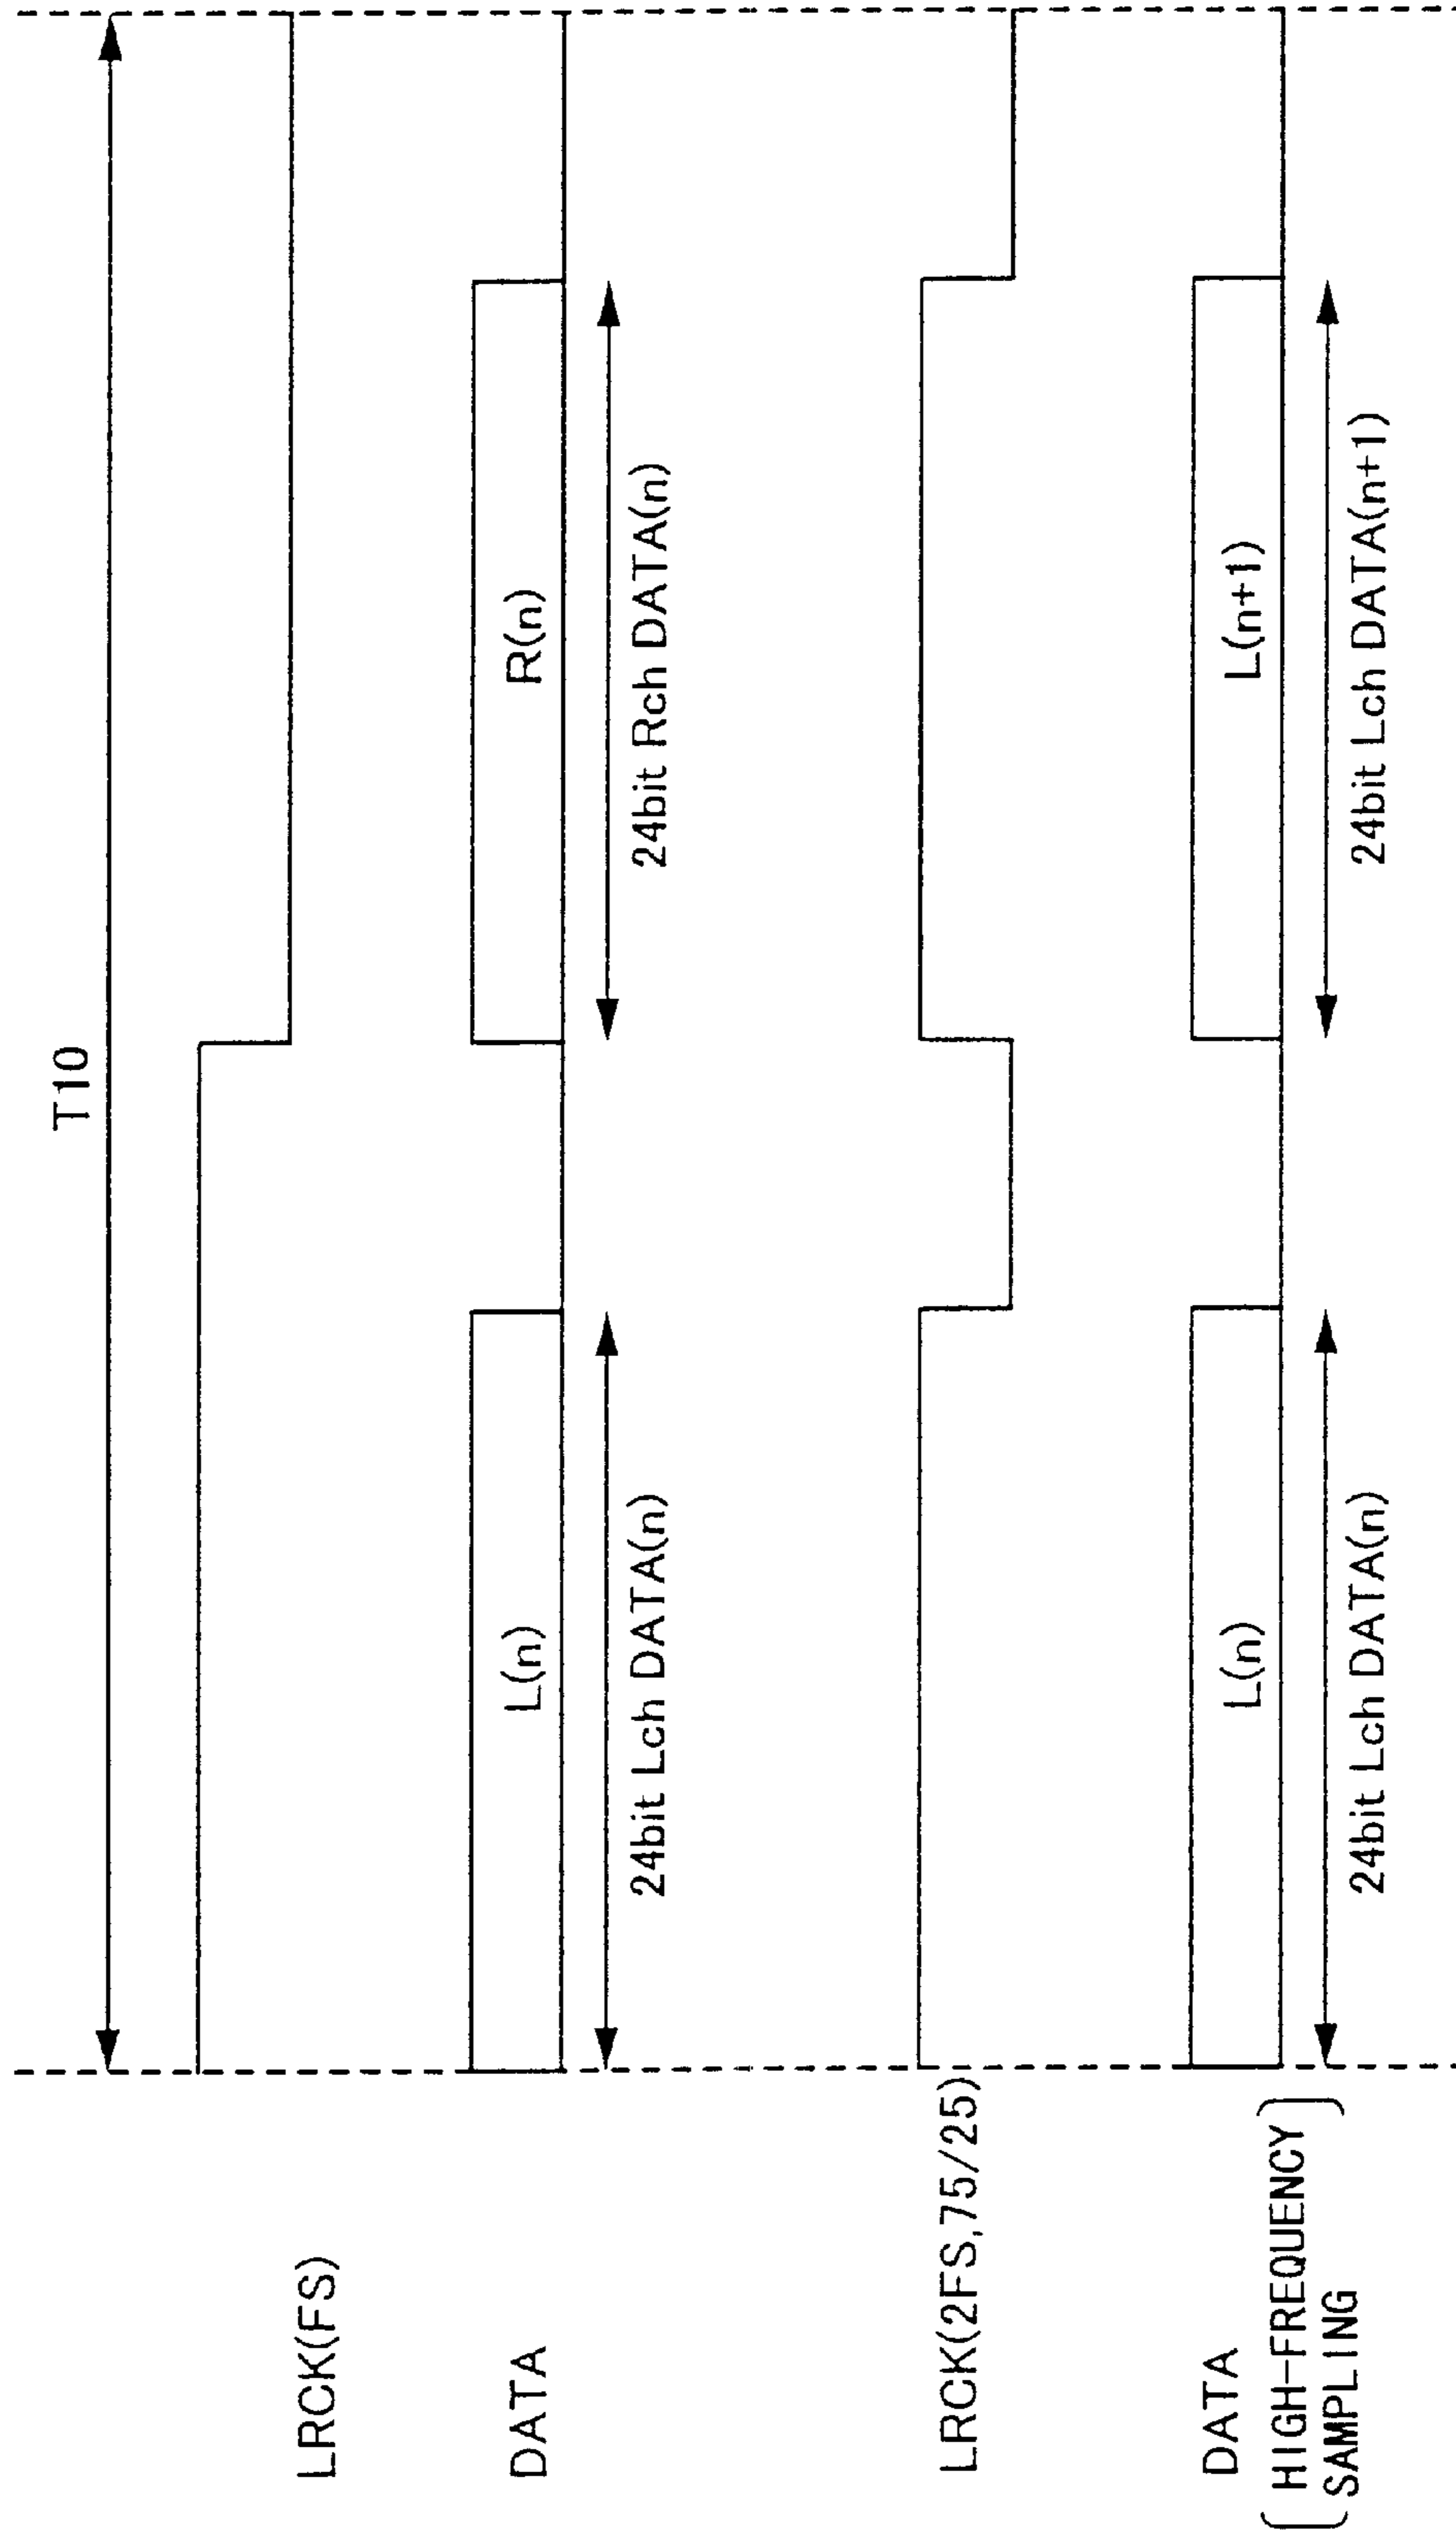 T10
LRCK(FS)
DATA
L(n)
R(n)
24bit Lch DATA(n)
24bit Rch DATA(n)
LRCK(2FS,75/25)
DATA
HIGH-FREQUENCY
SAMPLING
L(n)
L(n+1)
24bit Lch DATA(n)
24bit Lch DATA(n+1)